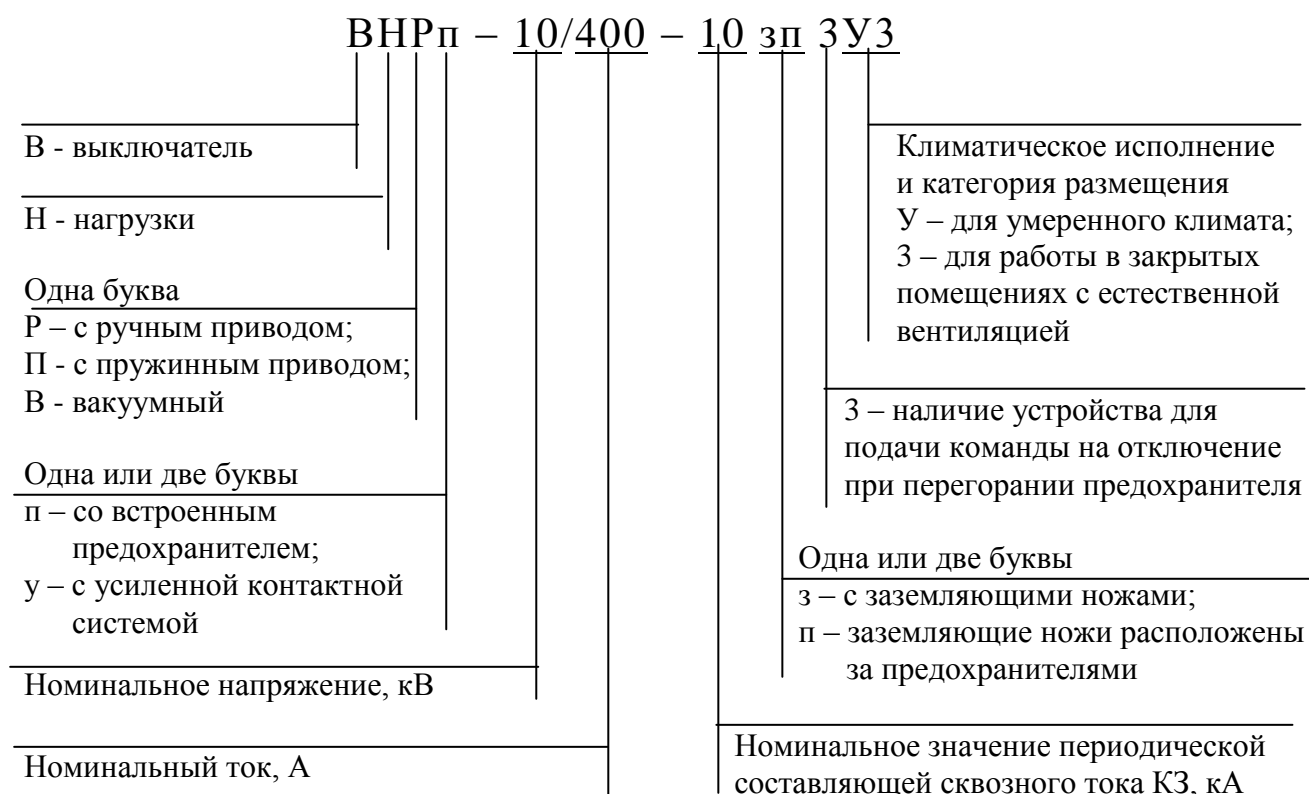 ВНРп – 10/400 – 10 зп 3У3
В - выключатель
Н - нагрузки
Одна буква
Р – с ручным приводом;
П - с пружинным приводом;
В - вакуумный
Одна или две буквы
п – со встроенным
предохранителем;
у – с усиленной контактной
системой
Номинальное напряжение, кВ
Номинальный ток, А
Климатическое исполнение
и категория размещения
У – для умеренного климата;
3 – для работы в закрытых
помещениях с естественной
вентиляцией
3 – наличие устройства для
подачи команды на отключение
при перегорании предохранителя
Одна или две буквы
з – с заземляющими ножами;
п – заземляющие ножи расположены
за предохранителями
Номинальное значение периодической
составляющей сквозного тока КЗ, кА